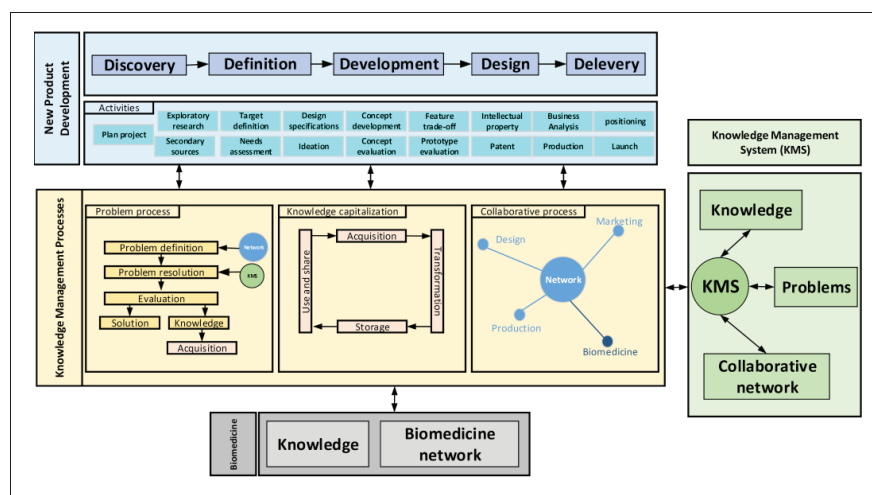 New Product
Development
Discovery
Definition
Development
Design
Delevery
Activities
Plan project
Exploratory
research
Target
definition
Design
specifications
Concept
development
Feature
trade-off
Intellectual
property
Business
Analysis
positioning
Secondary
sources
Needs
assessment
Ideation
Concept
evaluation
Prototype
evaluation
Patent
Production
Launch
Knowledge Management
System (KMS)
Knowledge Management Processes
Problem process
Problem definition
Network
Problem resolution
KMS
Evaluation
Solution
Knowledge
Acquisition
Knowledge capitalization
Acquisition
Use and share
Transformation
Storage
Collaborative process
Marketing
Design
Network
Production
Biomedicine
Knowledge
KMS
Problems
Collaborative
network
Biomedicine
Knowledge
Biomedicine
network